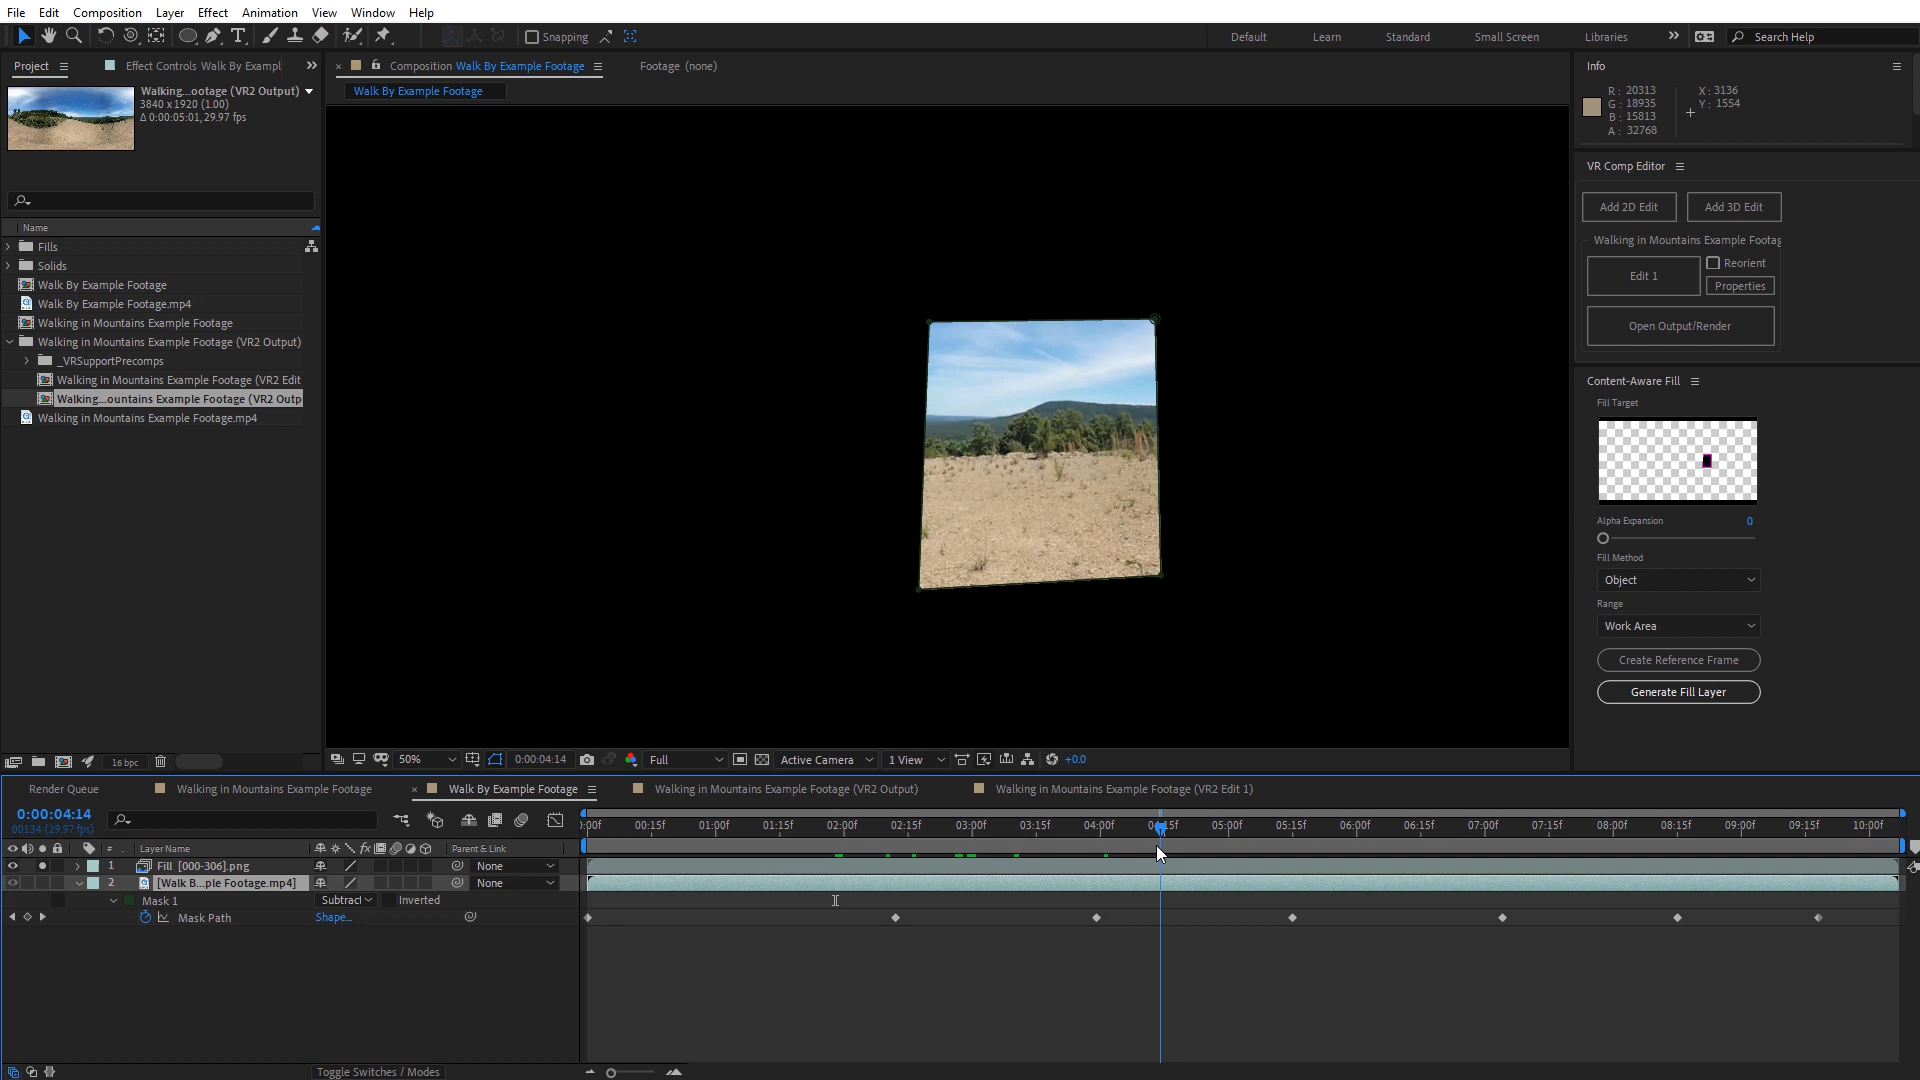 File Edit Composition Layer Effect Animation View Window Help
Snapping Default Learn Standard Small Screen Libraries » Search Help
Project Effect Controls Walk By Exampl »
Composition Walk By Example Footage Footage (none)
Walk By Example Footage
Walking...ootage (VR2 Output)
3840 x 1920 (1.00)
Δ 0:00:05:01, 29.97 fps
Name
Fills
Solids
Walk By Example Footage
Walk By Example Footage.mp4
Walking in Mountains Example Footage
Walking in Mountains Example Footage (VR2 Output)
_VRSupportPrecomps
Walking in Mountains Example Footage (VR2 Edit
Walking...ountains Example Footage (VR2 Outp
Walking in Mountains Example Footage.mp4
16 bpc
50% 0:00:04:14 Full Active Camera 1 View +0.0
Info
R: 20313 X: 3136
G: 18935 Y: 1554
B: 15813
A: 32768
VR Comp Editor
Add 2D Edit Add 3D Edit
Walking in Mountains Example Footag
Edit 1 Reorient
Properties
Open Output/Render
Content-Aware Fill
Fill Target
Alpha Expansion 0
Fill Method
Object
Range
Work Area
Create Reference Frame
Generate Fill Layer
Render Queue Walking in Mountains Example Footage Walk By Example Footage Walking in Mountains Example Footage (VR2 Output) Walking in Mountains Example Footage (VR2 Edit 1)
0:00:04:14
00134 (29.97 fps)
00:15f 01:00f 01:15f 02:00f 02:15f 03:00f 03:15f 04:00f 05:00f 05:15f 06:00f 06:15f 07:00f 07:15f 08:00f 08:15f 09:00f 09:15f 10:00f
# Layer Name Parent & Link
1 Fill [000-306].png None
2 [Walk B...ple Footage.mp4] None
Mask 1 Subtract Inverted
Mask Path Shape...
Toggle Switches / Modes